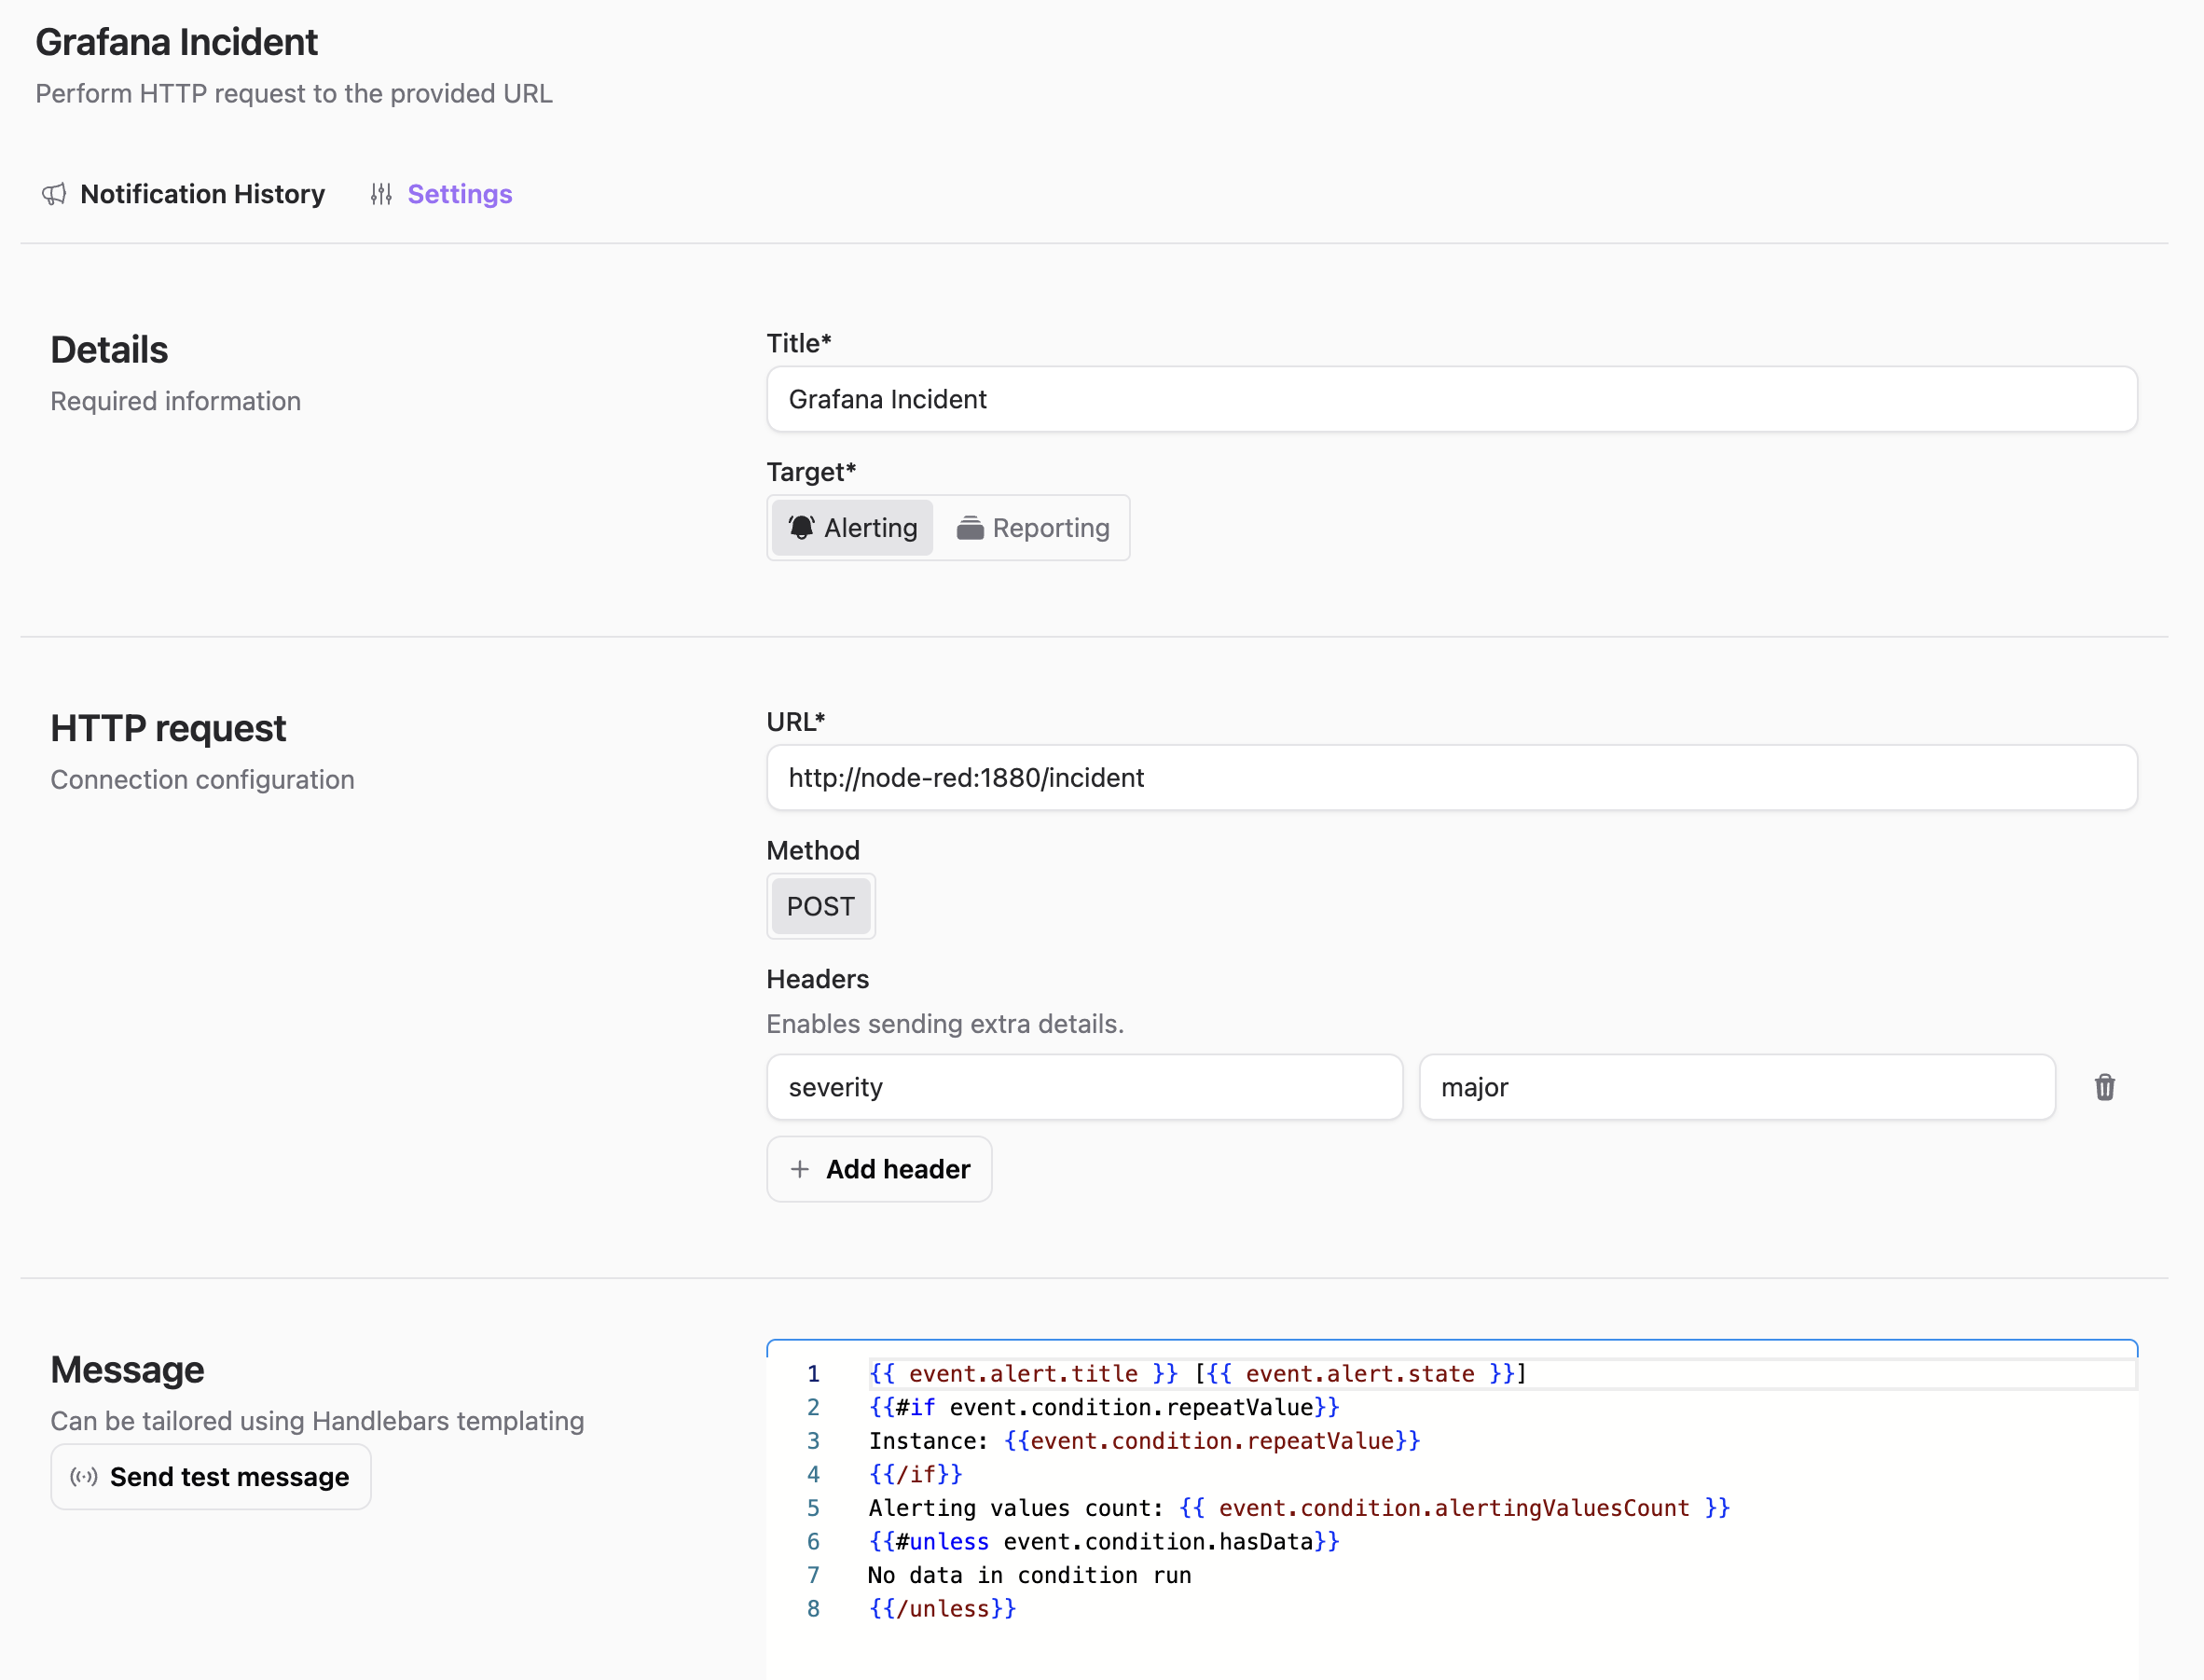 Grafana Incident
Perform HTTP request to the provided URL
Notification History Settings
Details
Required information
Title*
Grafana Incident
Target*
Alerting Reporting
HTTP request
Connection configuration
URL*
http://node-red:1880/incident
Method
POST
Headers
Enables sending extra details.
severity major
+ Add header
Message
Can be tailored using Handlebars templating
Send test message
1 {{ event.alert.title }} [{{ event.alert.state }}]
2 {{#if event.condition.repeatValue}}
3 Instance: {{event.condition.repeatValue}}
4 {{/if}}
5 Alerting values count: {{ event.condition.alertingValuesCount }}
6 {{#unless event.condition.hasData}}
7 No data in condition run
8 {{/unless}}